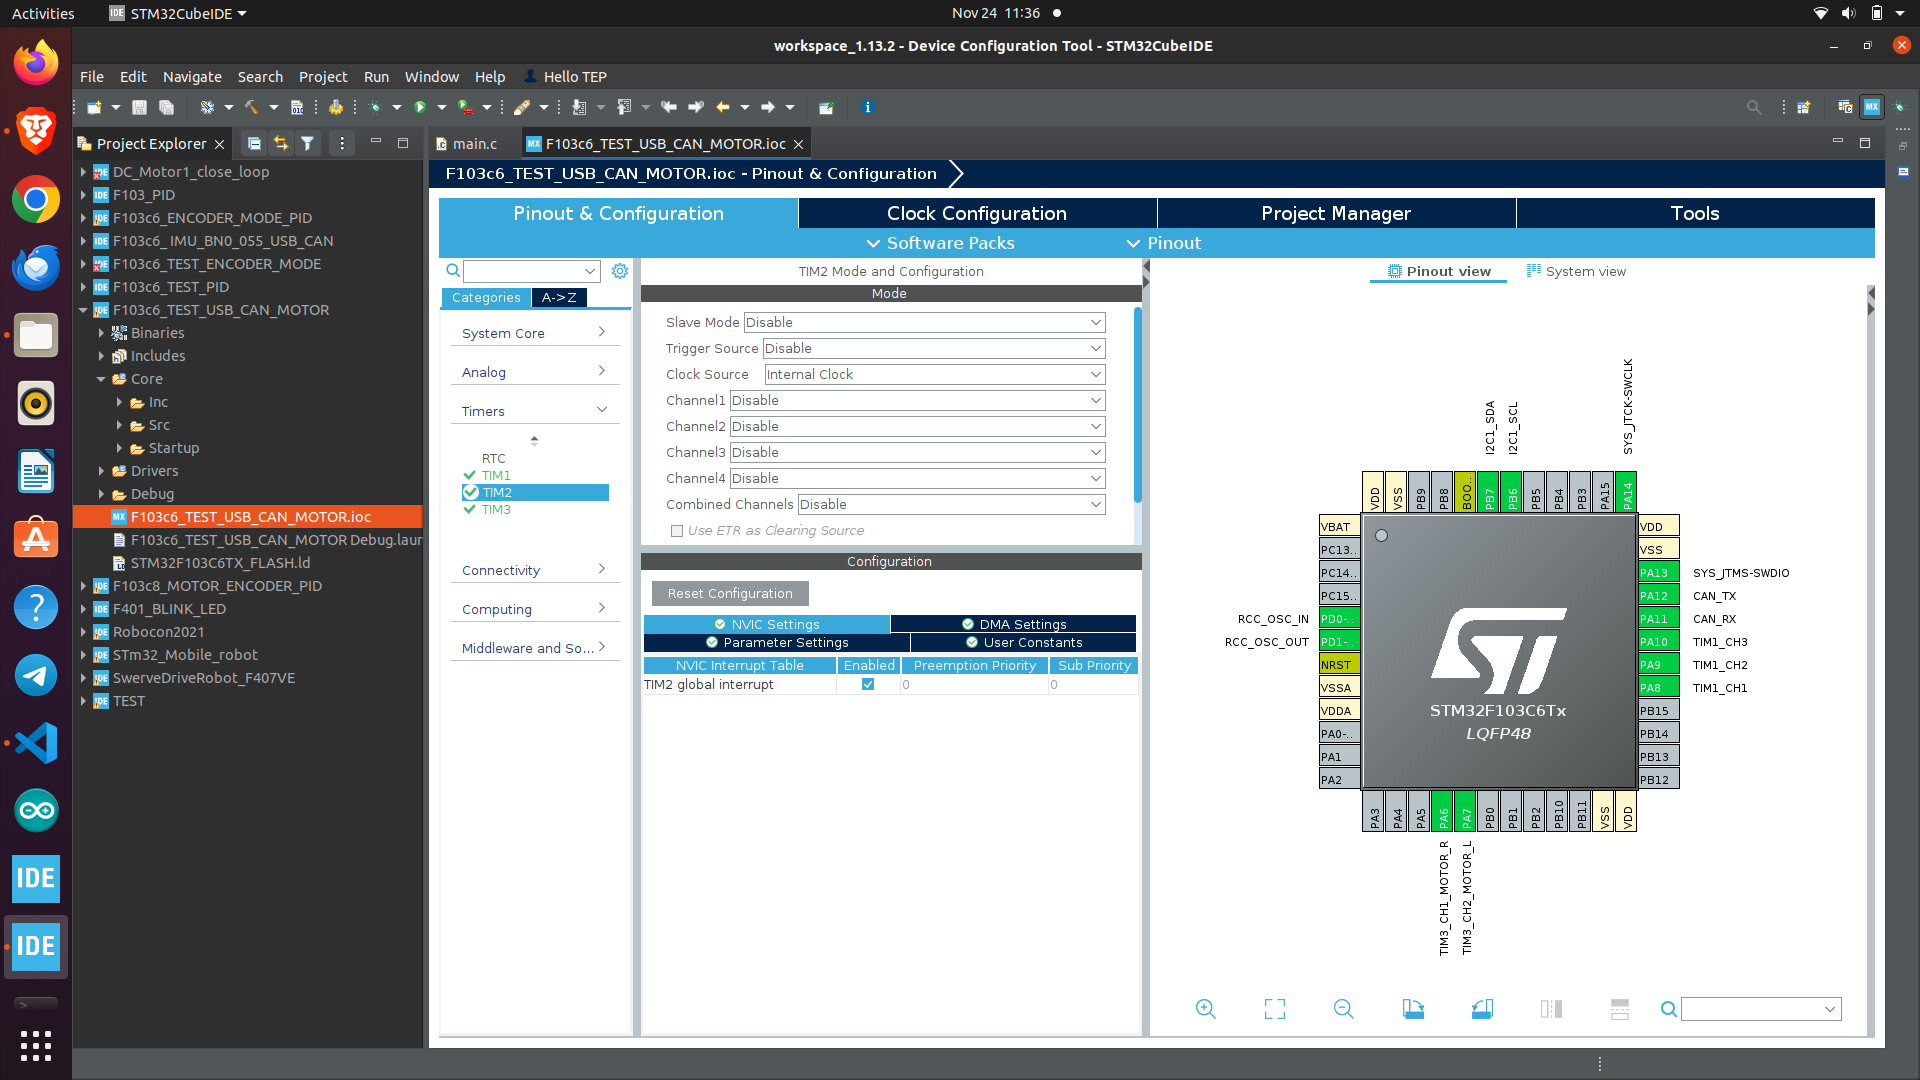 Activities
STM32CubeIDE
Nov 24 11:36
workspace_1.13.2 - Device Configuration Tool - STM32CubeIDE
File Edit Navigate Search Project Run Window Help Hello TEP
Project Explorer
main.c
F103c6_TEST_USB_CAN_MOTOR.ioc
DC_Motor1_close_loop
F103_PID
F103c6_ENCODER_MODE_PID
F103c6_ IMU_BN0_055_USB_CAN
F103c6_TEST_ENCODER_MODE
F103c6_TEST_PID
F103c6_TEST_USB_CAN_MOTOR
Binaries
Includes
Core
Inc
Src
Startup
Drivers
Debug
F103c6_TEST_USB_CAN_MOTOR.ioc
F103c6_TEST_USB_CAN_MOTOR Debug.laun
STM32F103C6TX_FLASH.ld
F103c8_MOTOR_ENCODER_PID
F401_BLINK_LED
Robocon2021
STm32_Mobile_robot
SwerveDriveRobot_F407VE
TEST
F103c6_TEST_USB_CAN_MOTOR.ioc - Pinout & Configuration
Pinout & Configuration
Clock Configuration
Project Manager
Tools
Software Packs
Pinout
Categories
A->Z
System Core
Analog
Timers
RTC
TIM1
TIM2
TIM3
Connectivity
Computing
Middleware and So...
TIM2 Mode and Configuration
Mode
Slave Mode Disable
Trigger Source Disable
Clock Source Internal Clock
Channel1 Disable
Channel2 Disable
Channel3 Disable
Channel4 Disable
Combined Channels Disable
Use ETR as Clearing Source
Configuration
Reset Configuration
NVIC Settings
DMA Settings
Parameter Settings
User Constants
NVIC Interrupt Table Enabled Preemption Priority Sub Priority
TIM2 global interrupt 0 0
Pinout view
System view
I2C1_SDA
I2C1_SCL
SYS_JTCK-SWCLK
VDD
VSS
PB9
PB8
BOO..
PB7
PB6
PB5
PB4
PB3
PA15
PA14
VBAT
PC13..
PC14..
PC15..
RCC_OSC_IN PD0-..
RCC_OSC_OUT PD1-..
NRST
VSSA
VDDA
PA0-..
PA1
PA2
VDD
VSS
PA13 SYS_JTMS-SWDIO
PA12 CAN_TX
PA11 CAN_RX
PA10 TIM1_CH3
PA9 TIM1_CH2
PA8 TIM1_CH1
PB15
PB14
PB13
PB12
STM32F103C6Tx
LQFP48
PA3
PA4
PA5
PA6
PA7
PB0
PB1
PB2
PB10
PB11
VSS
VDD
TIM3_CH1_MOTOR_R
TIM3_CH2_MOTOR_L
IDE
IDE